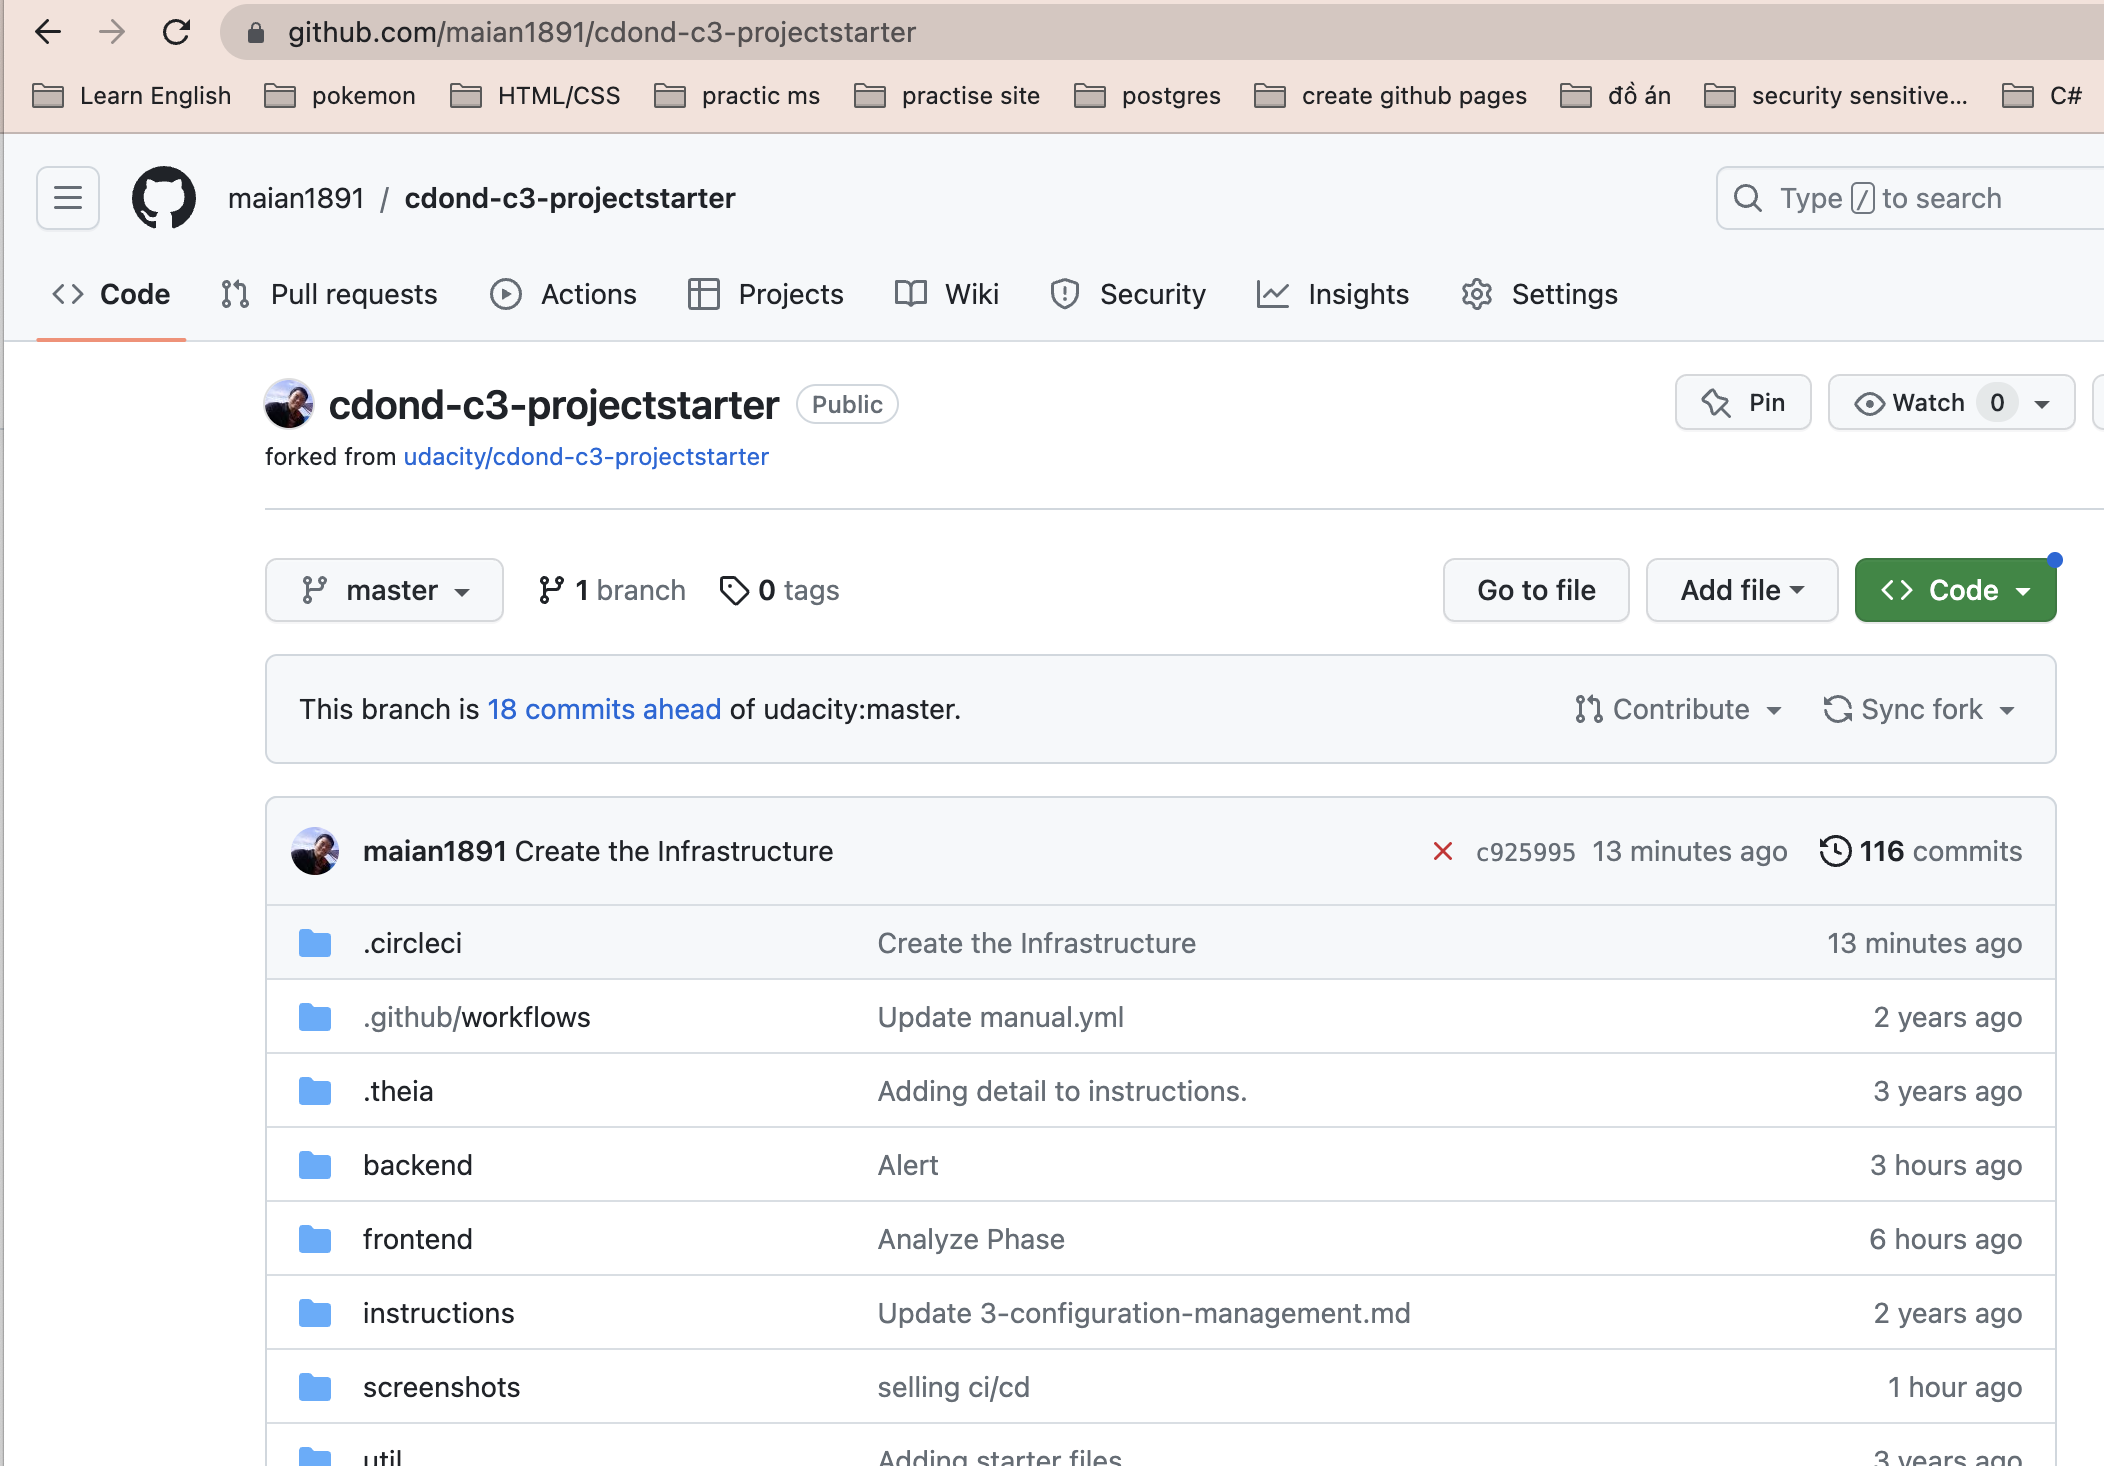 github.com/maian1891/cdond-c3-projectstarter
Learn English pokemon HTML/CSS practic ms practise site postgres create github pages đồ án security sensitive... C#
maian1891 / cdond-c3-projectstarter Type / to search
Code Pull requests Actions Projects Wiki Security Insights Settings
cdond-c3-projectstarter Public Pin Watch 0
forked from udacity/cdond-c3-projectstarter
master 1 branch 0 tags Go to file Add file Code
This branch is 18 commits ahead of udacity:master. Contribute Sync fork
maian1891 Create the Infrastructure c925995 13 minutes ago 116 commits
.circleci Create the Infrastructure 13 minutes ago
.github/workflows Update manual.yml 2 years ago
.theia Adding detail to instructions. 3 years ago
backend Alert 3 hours ago
frontend Analyze Phase 6 hours ago
instructions Update 3-configuration-management.md 2 years ago
screenshots selling ci/cd 1 hour ago
util Adding starter files 3 years ago